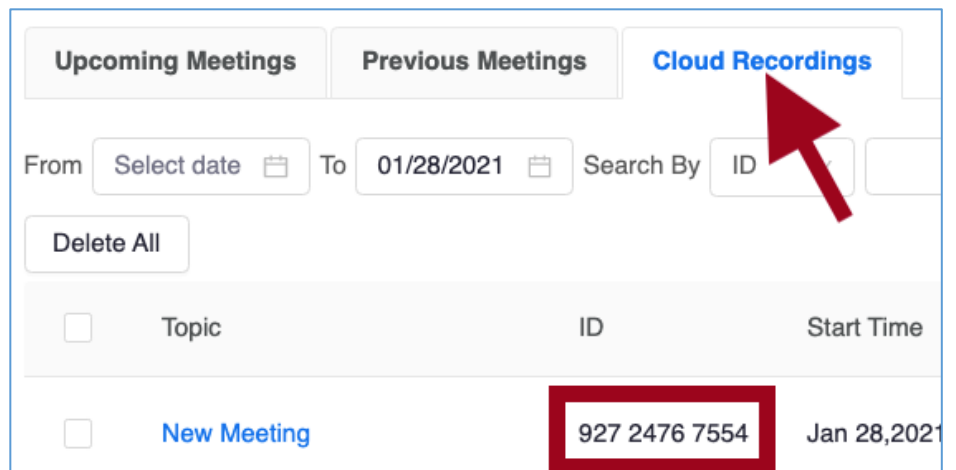 Upcoming Meetings Previous Meetings Cloud Recordings
From Select date To 01/28/2021 Search By ID
Delete All
Topic ID Start Time
New Meeting 927 2476 7554 Jan 28,2021